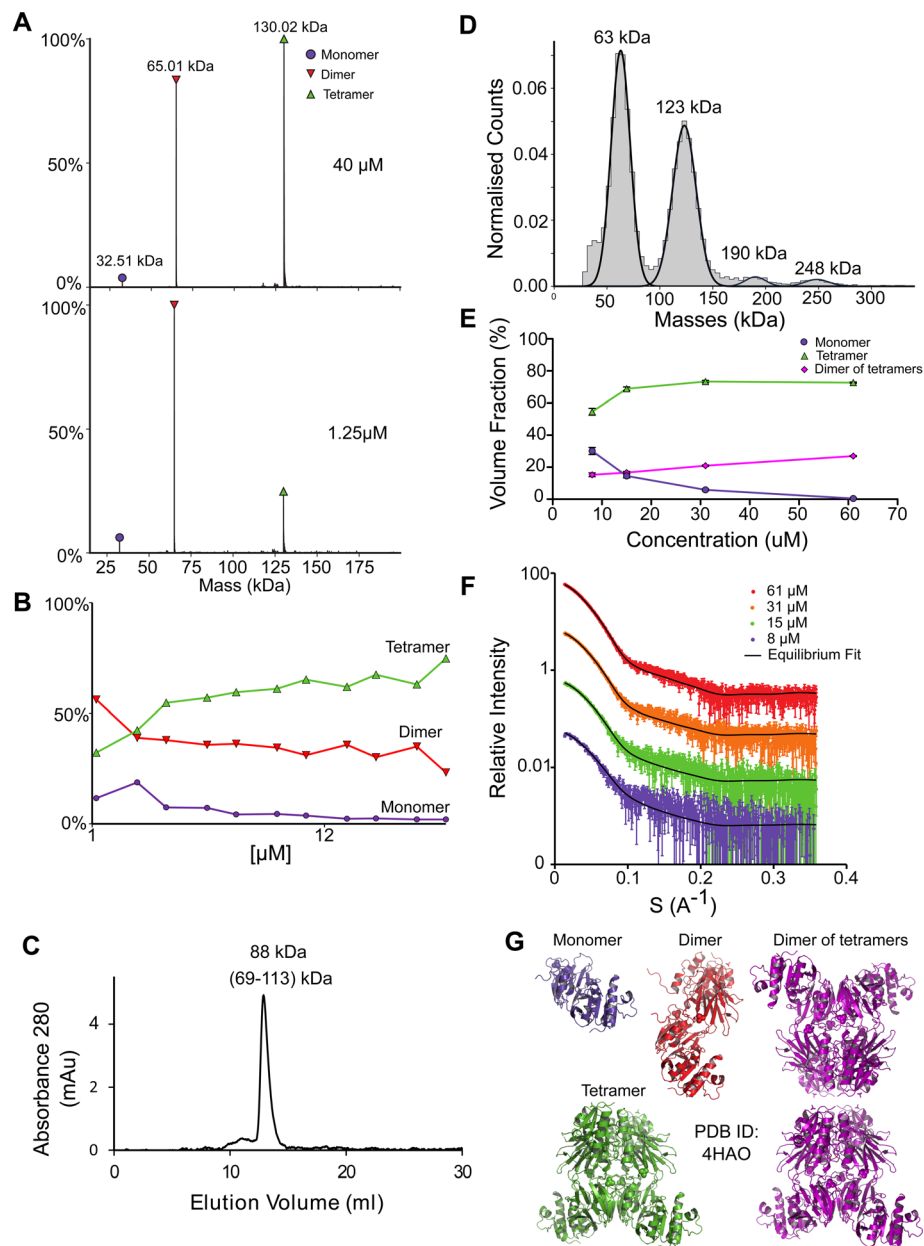 A
130.02 kDa
100%
65.01 kDa
Monomer
Dimer
Tetramer
50%
40 µM
32.51 kDa
0%
100%
50%
1.25µM
0%
25 50 75 100 125 150 175
Mass (kDa)
B
100%
Tetramer
50%
Dimer
Monomer
0%
1 12
[µM]
C
88 kDa
(69-113) kDa
Absorbance 280
(mAu)
4
2
0
0 10 20 30
Elution Volume (ml)
D
63 kDa
123 kDa
190 kDa
248 kDa
Normalised Counts
0.06
0.04
0.02
0.00
50 100 150 200 250 300
Masses (kDa)
E
Monomer
Tetramer
Dimer of tetramers
Volume Fraction (%)
100
80
60
40
20
0
0 10 20 30 40 50 60 70
Concentration (uM)
F
61 µM
31 µM
15 µM
8 µM
Equilibrium Fit
Relative Intensity
100
1
0.01
0
0 0.1 0.2 0.3 0.4
S (A-1)
G
Monomer
Dimer
Dimer of tetramers
Tetramer
PDB ID:
4HAO